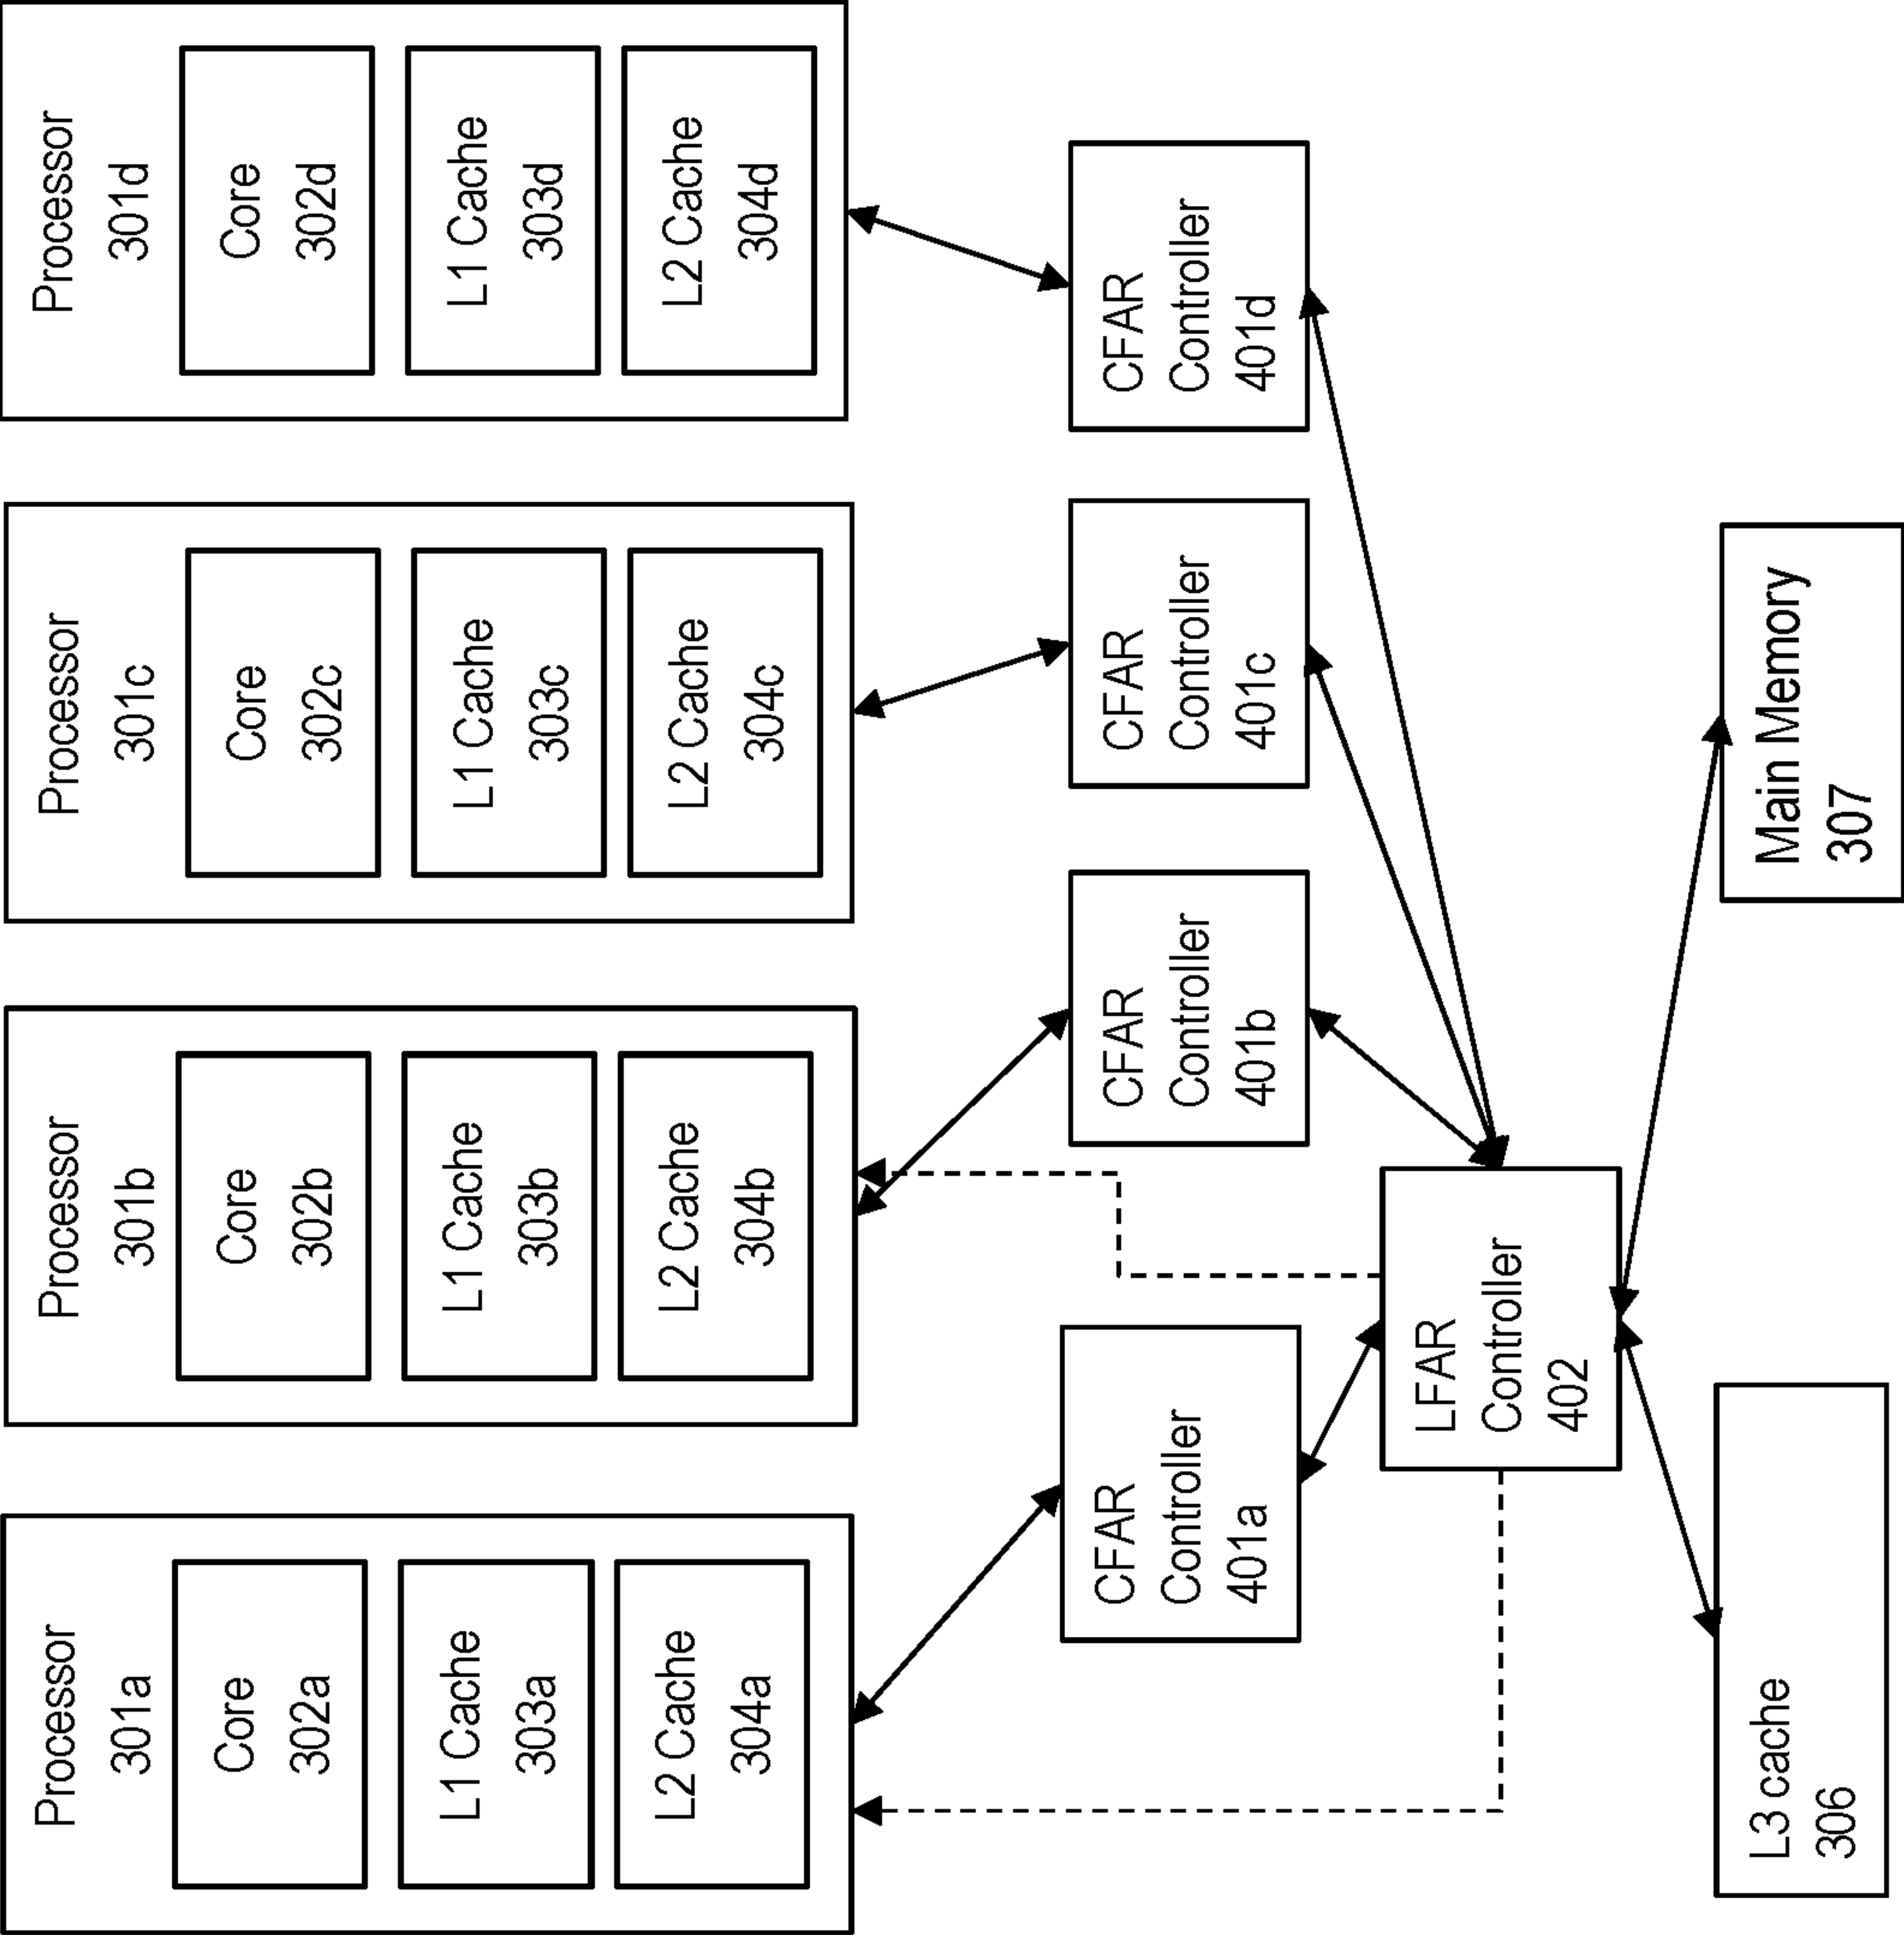 Processor
301a
Core
302a
L1 Cache
303a
L2 Cache
304a
Processor
301b
Core
302b
L1 Cache
303b
L2 Cache
304b
Processor
301c
Core
302c
L1 Cache
303c
L2 Cache
304c
Processor
301d
Core
302d
L1 Cache
303d
L2 Cache
304d
CFAR
Controller
401a
CFAR
Controller
401b
CFAR
Controller
401c
CFAR
Controller
401d
LFAR
Controller
402
L3 cache
306
Main Memory
307